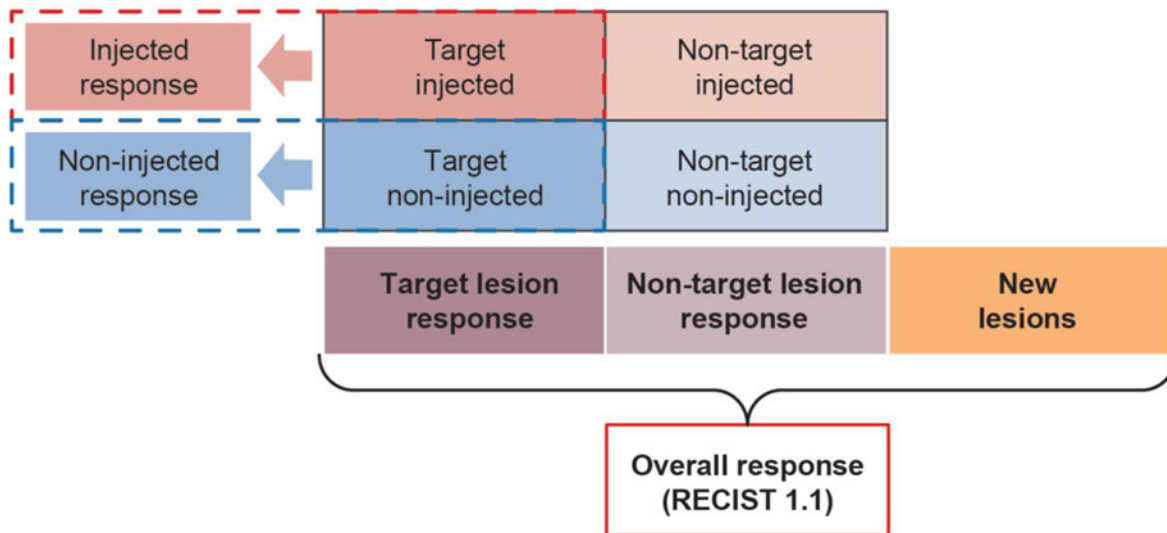 Injected
response
Target
injected
Non-target
injected
Non-injected
response
Target
non-injected
Non-target
non-injected
Target lesion
response
Non-target lesion
response
New
lesions
Overall response
(RECIST 1.1)